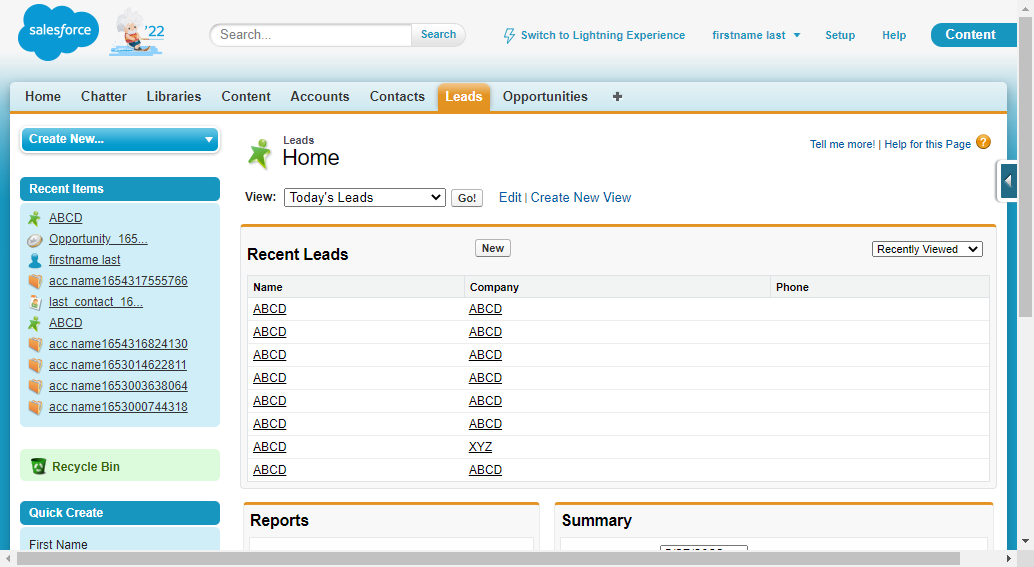 salesforce
'22
Search...
Search
Switch to Lightning Experience
firstname last
Setup
Help
Content
Home
Chatter
Libraries
Content
Accounts
Contacts
Leads
Opportunities
Create New...
Leads
Home
Tell me more! | Help for this Page
View: Today's Leads Go! Edit | Create New View
Recent Items
ABCD
Opportunity_165...
firstname last
acc name1654317555766
last_contact_16...
ABCD
acc name1654316824130
acc name1653014622811
acc name1653003638064
acc name1653000744318
Recycle Bin
Quick Create
First Name
Recent Leads
New
Recently Viewed
Name Company Phone
ABCD ABCD
ABCD ABCD
ABCD ABCD
ABCD ABCD
ABCD ABCD
ABCD ABCD
ABCD XYZ
ABCD ABCD
Reports
Summary